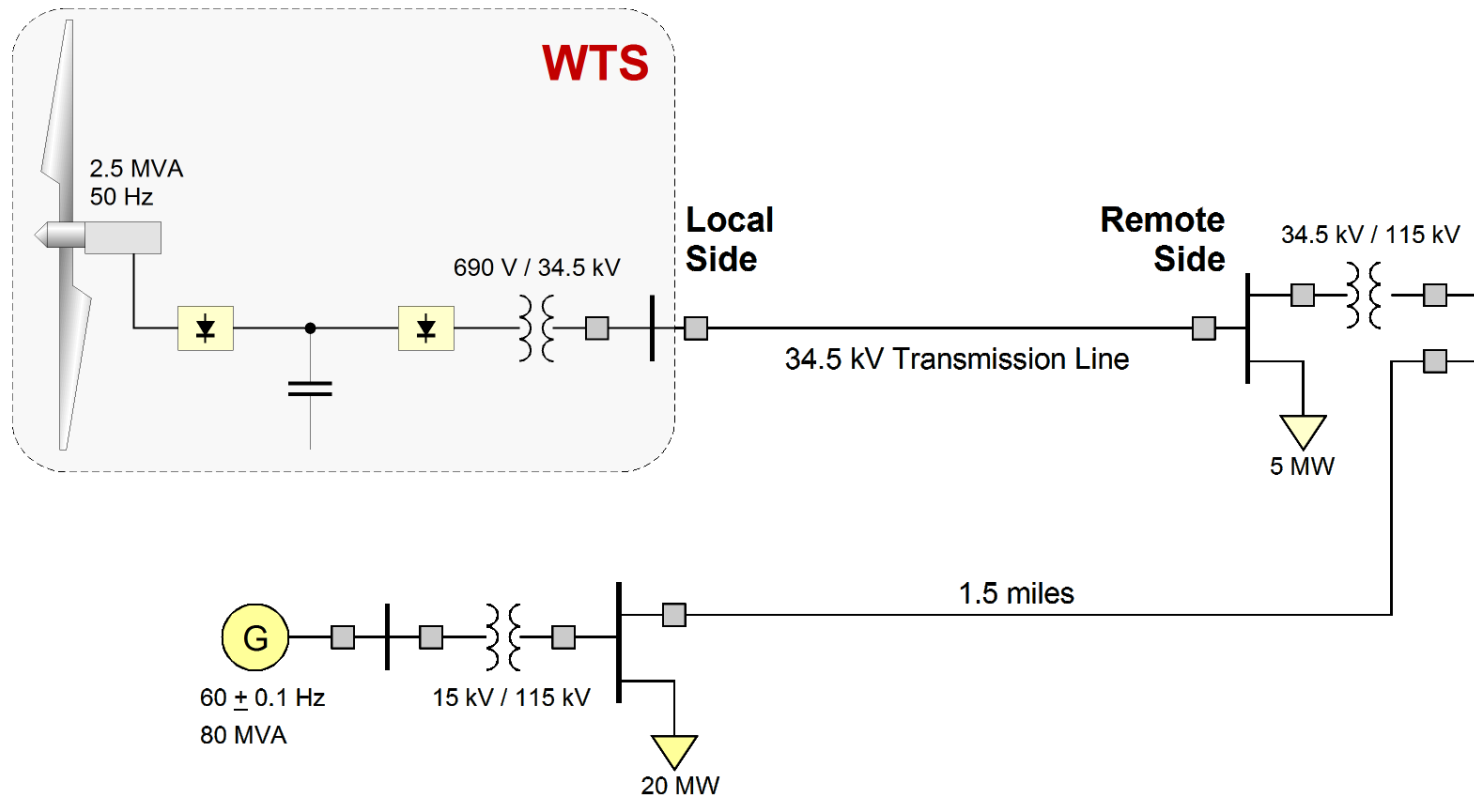 WTS
2.5 MVA
50 Hz
690 V / 34.5 kV
Local
Side
Remote
Side
34.5 kV / 115 kV
34.5 kV Transmission Line
5 MW
1.5 miles
G
60 ± 0.1 Hz
80 MVA
15 kV / 115 kV
20 MW